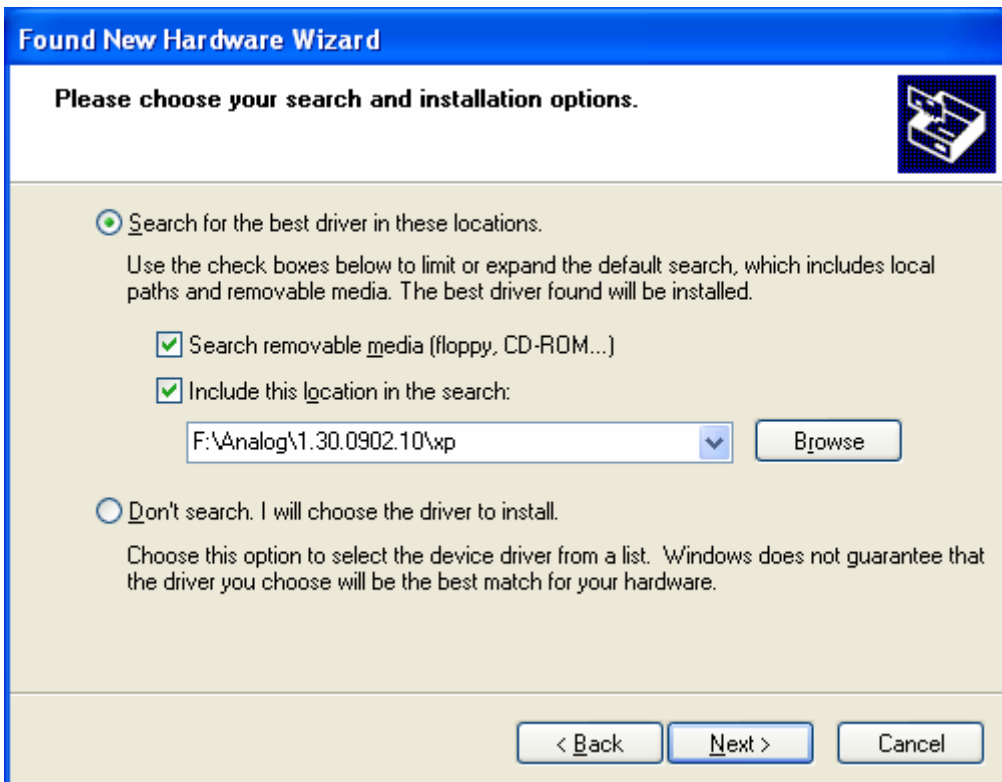 Found New Hardware Wizard
Please choose your search and installation options.
Search for the best driver in these locations.
Use the check boxes below to limit or expand the default search, which includes local
paths and removable media. The best driver found will be installed.
Search removable media (floppy, CD-ROM...)
Include this location in the search:
F:\Analog\1.30.0902.10\xp
Browse
Don't search. I will choose the driver to install.
Choose this option to select the device driver from a list. Windows does not guarantee that
the driver you choose will be the best match for your hardware.
< Back Next > Cancel